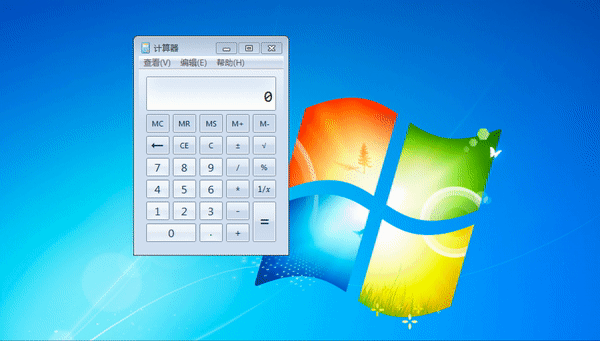 计算器
查看(V) 编辑(E) 帮助(H)
0
MC MR MS M+ M-
← CE C ± √
7 8 9 / %
4 5 6 * 1/x
1 2 3 - =
0 . +